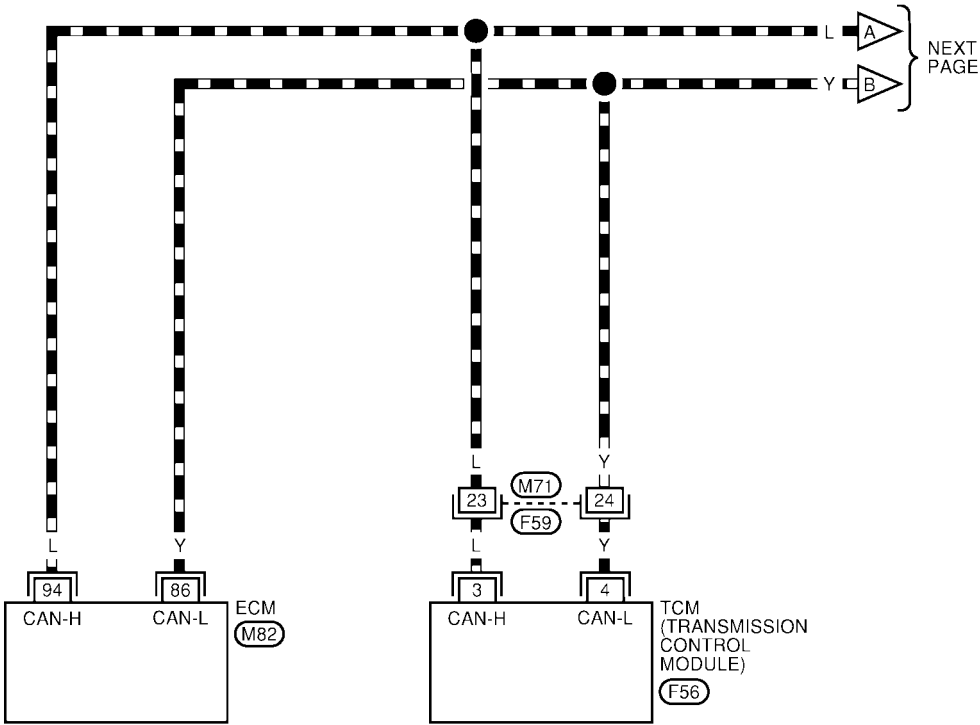 L A
NEXT
PAGE
Y B
L Y
23 M71 24
F59
L Y L Y
94 86 3 4
CAN-H CAN-L ECM CAN-H CAN-L TCM
M82 (TRANSMISSION
CONTROL
MODULE)
F56